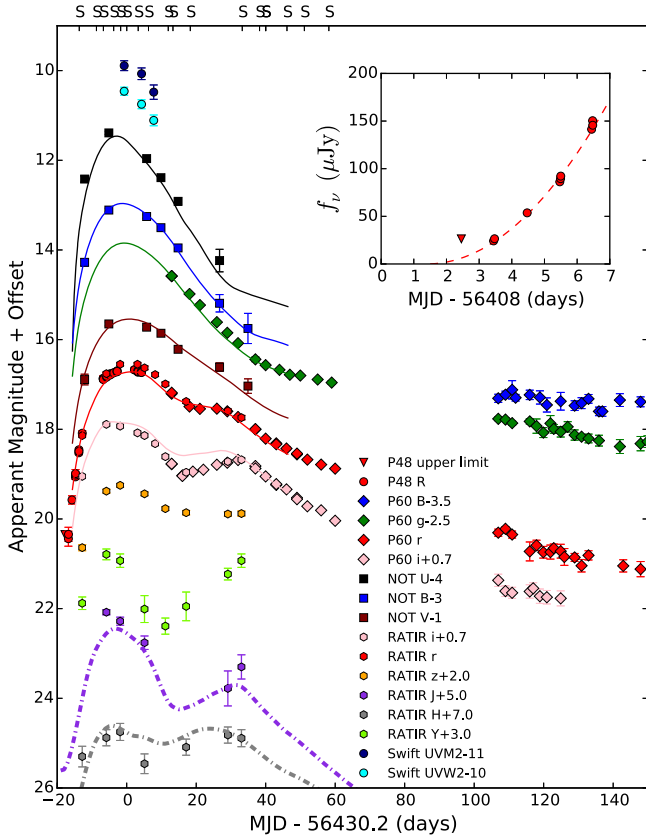 S S S S S S S S S S S S S S S S S
10
12
14
16
18
20
22
24
26
Apperant Magnitude + Offset
−20 0 20 40 60 80 100 120 140
MJD - 56430.2 (days)
200
150
100
50
0
fν (μJy)
0 1 2 3 4 5 6 7
MJD - 56408 (days)
P48 upper limit
P48 R
P60 B-3.5
P60 g-2.5
P60 r
P60 i+0.7
NOT U-4
NOT B-3
NOT V-1
RATIR i+0.7
RATIR r
RATIR z+2.0
RATIR J+5.0
RATIR H+7.0
RATIR Y+3.0
Swift UVM2-11
Swift UVW2-10